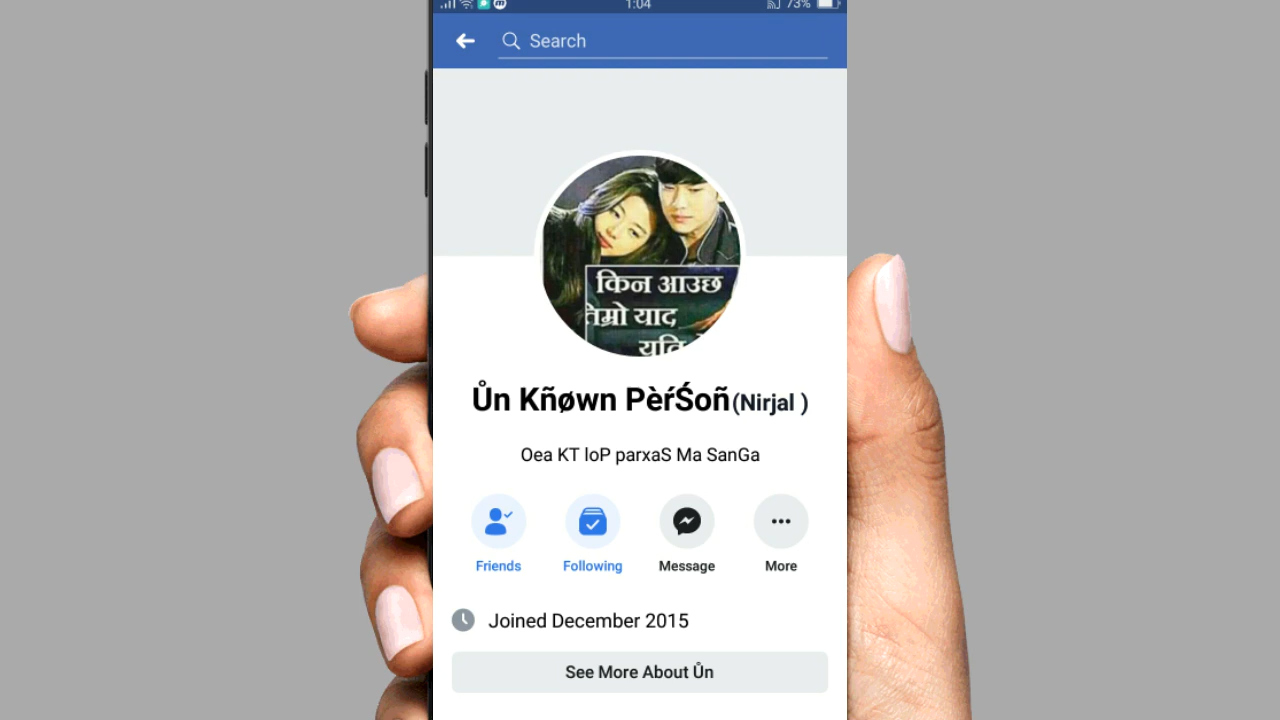 1:04
73%
Search
किन आउछ
तिम्रो याद
यति
Ůn Kñøwn PèŕŚoñ(Nirjal )
Oea KT loP parxaS Ma SanGa
Friends Following Message More
Joined December 2015
See More About Ůn